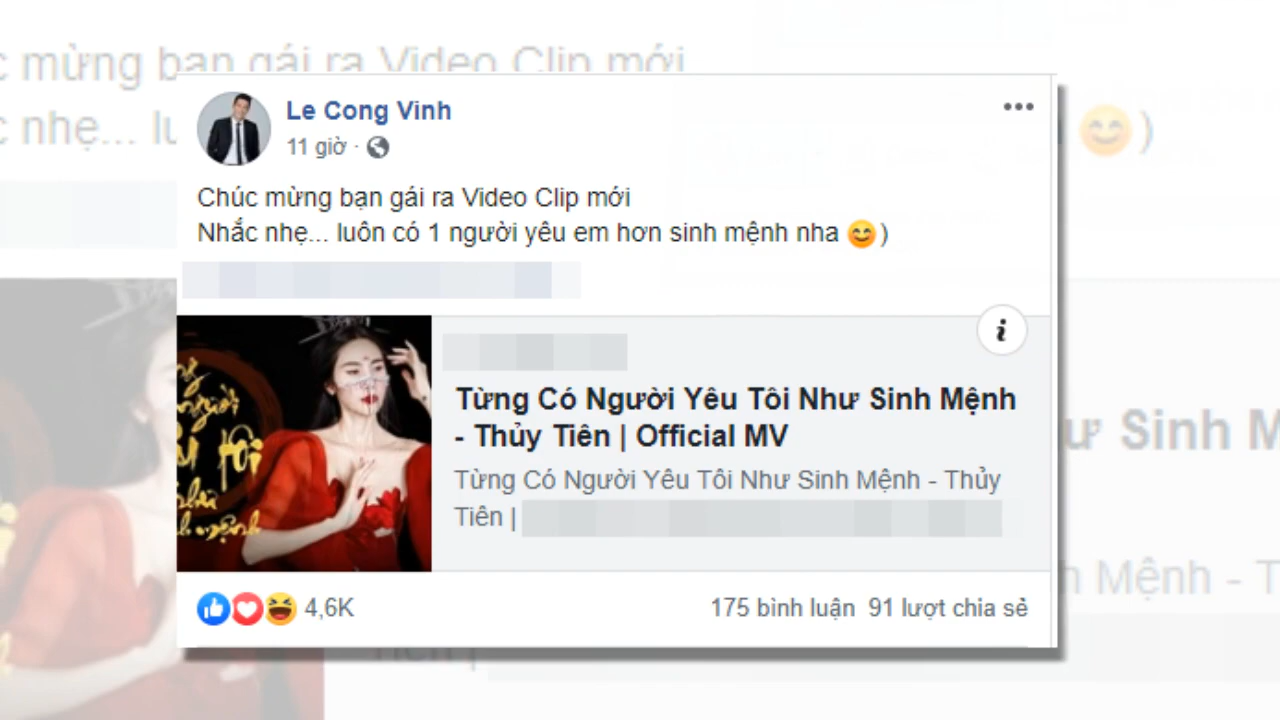 Le Cong Vinh
11 giờ ·
Chúc mừng bạn gái ra Video Clip mới
Nhắc nhẹ... luôn có 1 người yêu em hơn sinh mệnh nha 😊)
Từng Có Người Yêu Tôi Như Sinh Mệnh
- Thủy Tiên | Official MV
Từng Có Người Yêu Tôi Như Sinh Mệnh - Thủy
Tiên |
4,6K
175 bình luận 91 lượt chia sẻ